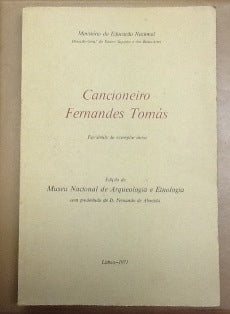 Ministério da Educação Nacional
Direcção-Geral do Ensino Superior e das Belas-Artes
Cancioneiro
Fernandes Tomás
Fac-símile do exemplar único
Edição do
Museu Nacional de Arqueologia e Etnologia
com preâmbulo de D. Fernando de Almeida
Lisboa—1971